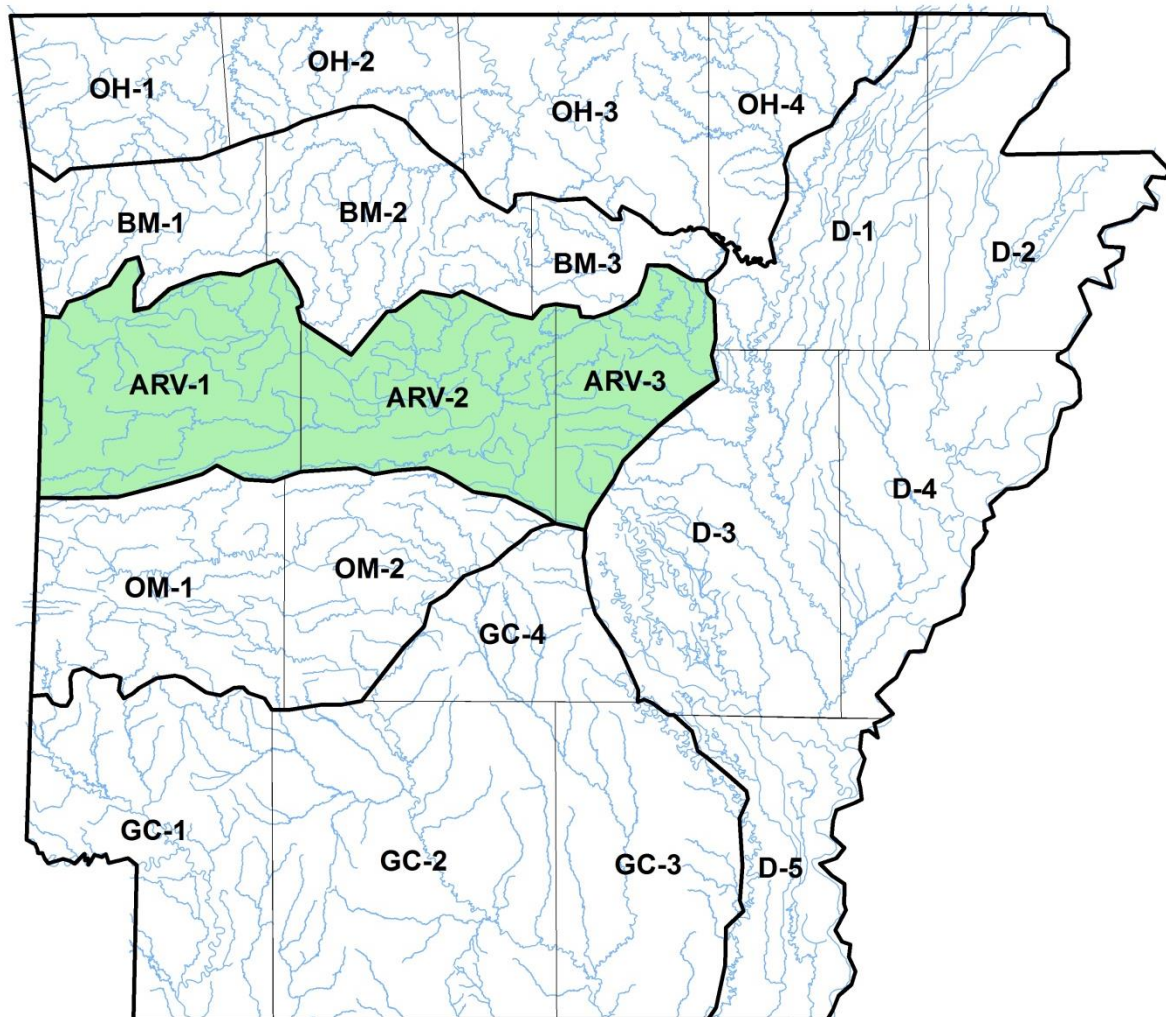 OH-1
OH-2
OH-3
OH-4
BM-1
BM-2
BM-3
D-1
D-2
ARV-1
ARV-2
ARV-3
D-3
D-4
OM-1
OM-2
GC-4
GC-1
GC-2
GC-3
D-5